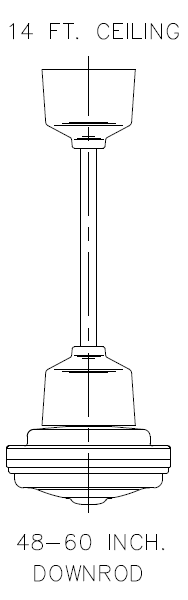 14 FT. CEILING
48-60 INCH.
DOWNROD